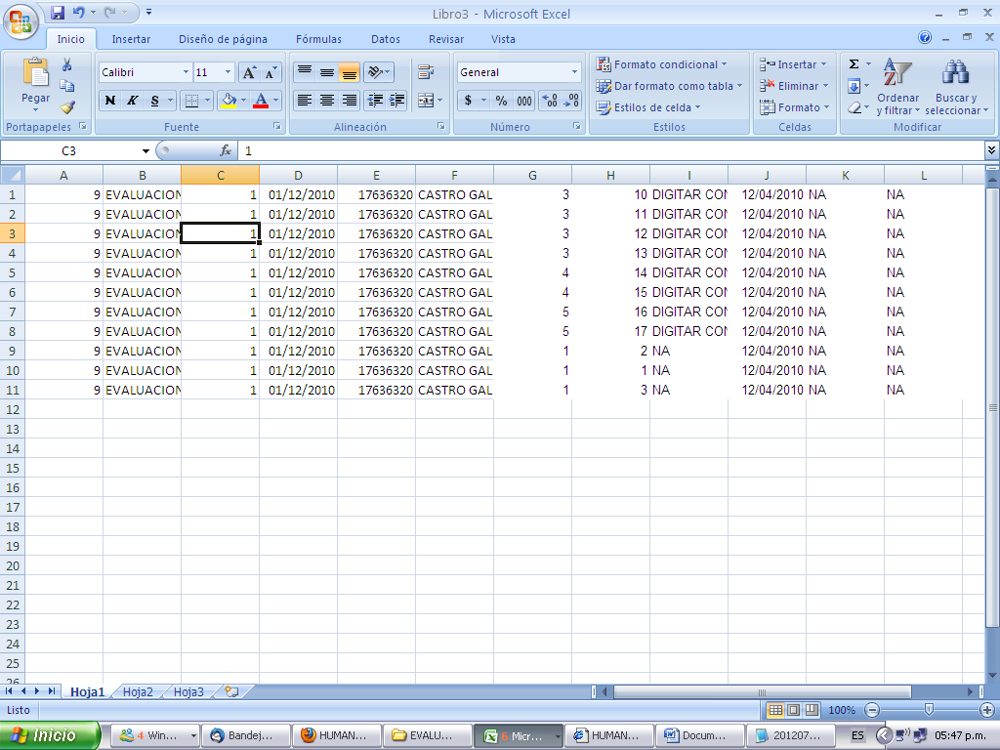 Libro3 - Microsoft Excel
Inicio Insertar Diseño de página Fórmulas Datos Revisar Vista
Pegar
Portapapeles
Calibri 11 A A
N K S A
Fuente
Alineación
General
$ % 000
Número
Formato condicional
Dar formato como tabla
Estilos de celda
Estilos
Insertar
Eliminar
Formato
Celdas
Σ
Ordenar y filtrar
Buscar y seleccionar
Modificar
C3 fx 1
A B C D E F G H I J K L
1 9 EVALUACION 1 01/12/2010 17636320 CASTRO GAL 3 10 DIGITAR CON 12/04/2010 NA NA
2 9 EVALUACION 1 01/12/2010 17636320 CASTRO GAL 3 11 DIGITAR CON 12/04/2010 NA NA
3 9 EVALUACION 1 01/12/2010 17636320 CASTRO GAL 3 12 DIGITAR CON 12/04/2010 NA NA
4 9 EVALUACION 1 01/12/2010 17636320 CASTRO GAL 3 13 DIGITAR CON 12/04/2010 NA NA
5 9 EVALUACION 1 01/12/2010 17636320 CASTRO GAL 4 14 DIGITAR CON 12/04/2010 NA NA
6 9 EVALUACION 1 01/12/2010 17636320 CASTRO GAL 4 15 DIGITAR CON 12/04/2010 NA NA
7 9 EVALUACION 1 01/12/2010 17636320 CASTRO GAL 5 16 DIGITAR CON 12/04/2010 NA NA
8 9 EVALUACION 1 01/12/2010 17636320 CASTRO GAL 5 17 DIGITAR CON 12/04/2010 NA NA
9 9 EVALUACION 1 01/12/2010 17636320 CASTRO GAL 1 2 NA 12/04/2010 NA NA
10 9 EVALUACION 1 01/12/2010 17636320 CASTRO GAL 1 1 NA 12/04/2010 NA NA
11 9 EVALUACION 1 01/12/2010 17636320 CASTRO GAL 1 3 NA 12/04/2010 NA NA
12
13
14
15
16
17
18
19
20
21
22
23
24
25
26
Hoja1 Hoja2 Hoja3
Listo 100%
Inicio 4 Win... Bandej... HUMAN... EVALU... 6 Micr... HUMAN... Docum... 201207... ES 05:47 p.m.